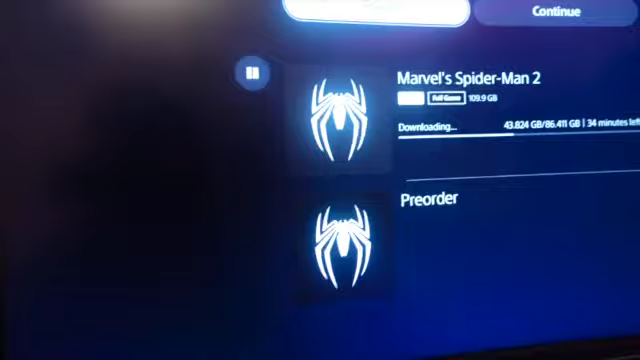 Continue
Marvel's Spider-Man 2
Full Game 109.9 GB
Downloading... 43.824 GB/86.411 GB | 34 minutes left
Preorder